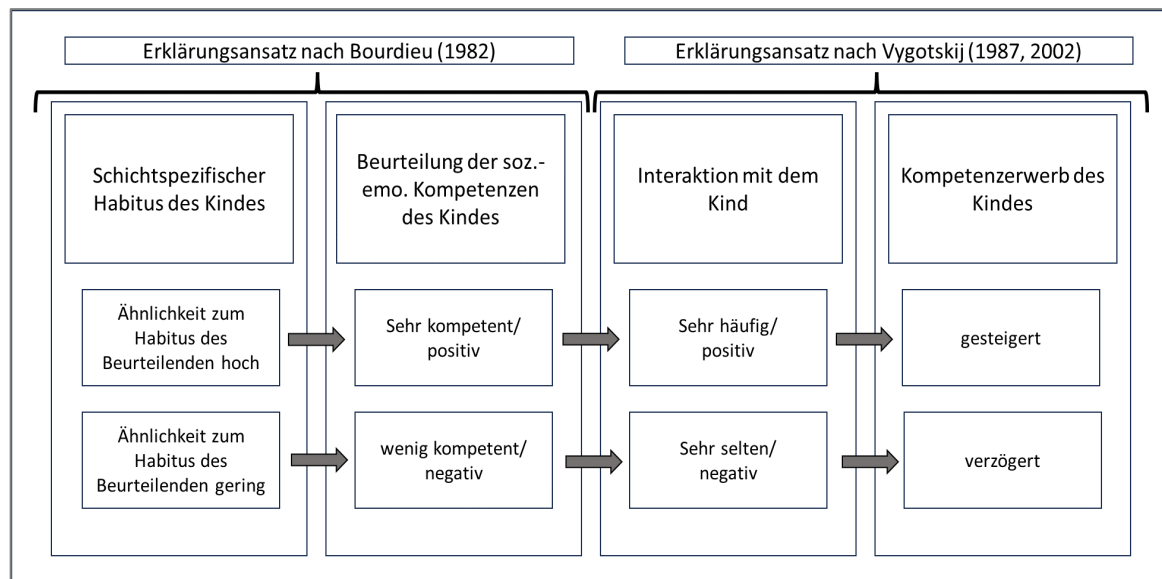 Erklärungsansatz nach Bourdieu (1982)
Erklärungsansatz nach Vygotskij (1987, 2002)
Schichtspezifischer
Habitus des Kindes
Beurteilung der soz.-
emo. Kompetenzen
des Kindes
Interaktion mit dem
Kind
Kompetenzerwerb des
Kindes
Ähnlichkeit zum
Habitus des
Beurteilenden hoch
Sehr kompetent/
positiv
Sehr häufig/
positiv
gesteigert
Ähnlichkeit zum
Habitus des
Beurteilenden gering
wenig kompetent/
negativ
Sehr selten/
negativ
verzögert